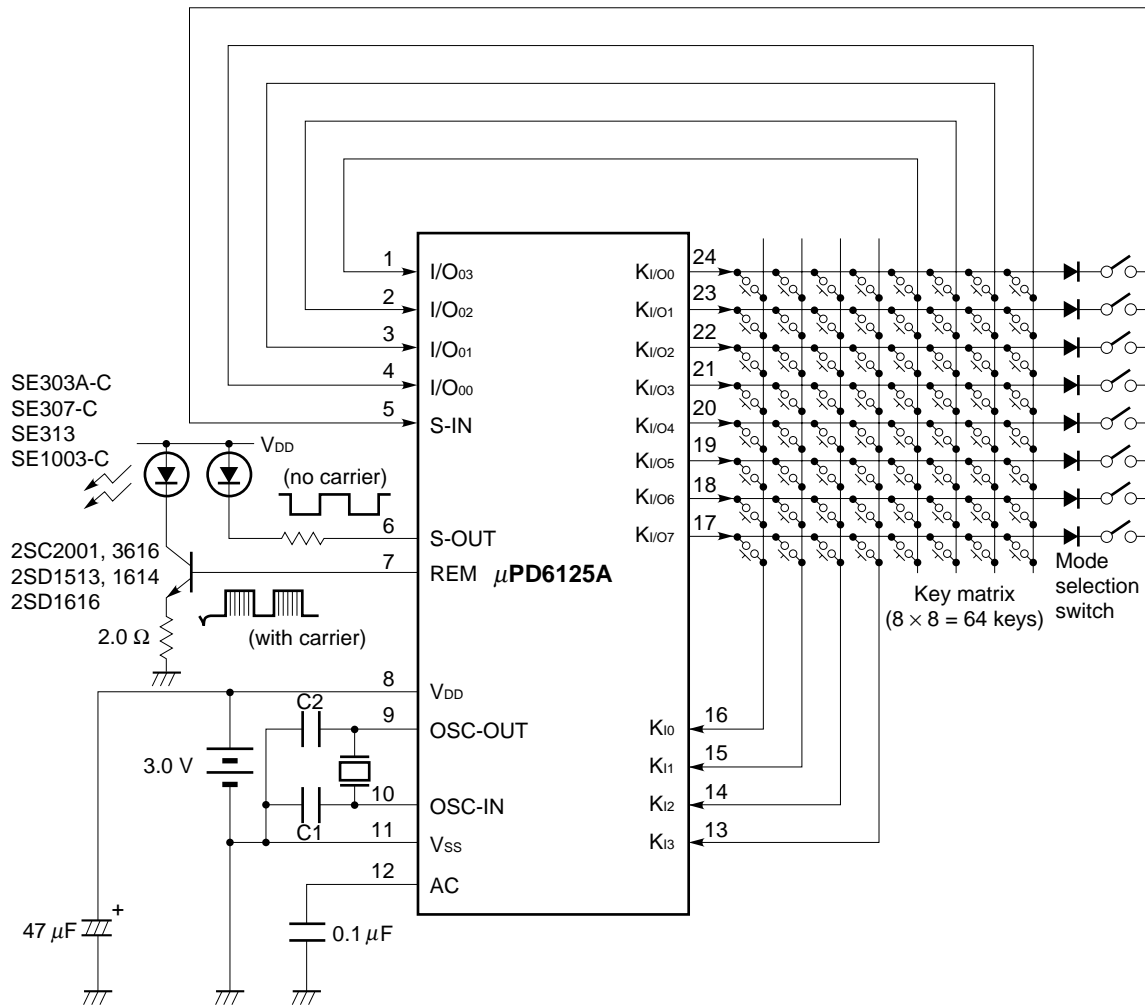 1
I/O03
2
I/O02
3
I/O01
4
I/O00
5
S-IN
6
S-OUT
7
REM
µPD6125A
8
VDD
9
OSC-OUT
10
OSC-IN
11
VSS
12
AC
24
KI/O0
23
KI/O1
22
KI/O2
21
KI/O3
20
KI/O4
19
KI/O5
18
KI/O6
17
KI/O7
16
KI0
15
KI1
14
KI2
13
KI3
SE303A-C
SE307-C
SE313
SE1003-C
VDD
(no carrier)
2SC2001, 3616
2SD1513, 1614
2SD1616
2.0 Ω
(with carrier)
Key matrix
(8 × 8 = 64 keys)
Mode
selection
switch
C2
3.0 V
C1
+
47 µF
0.1 µF